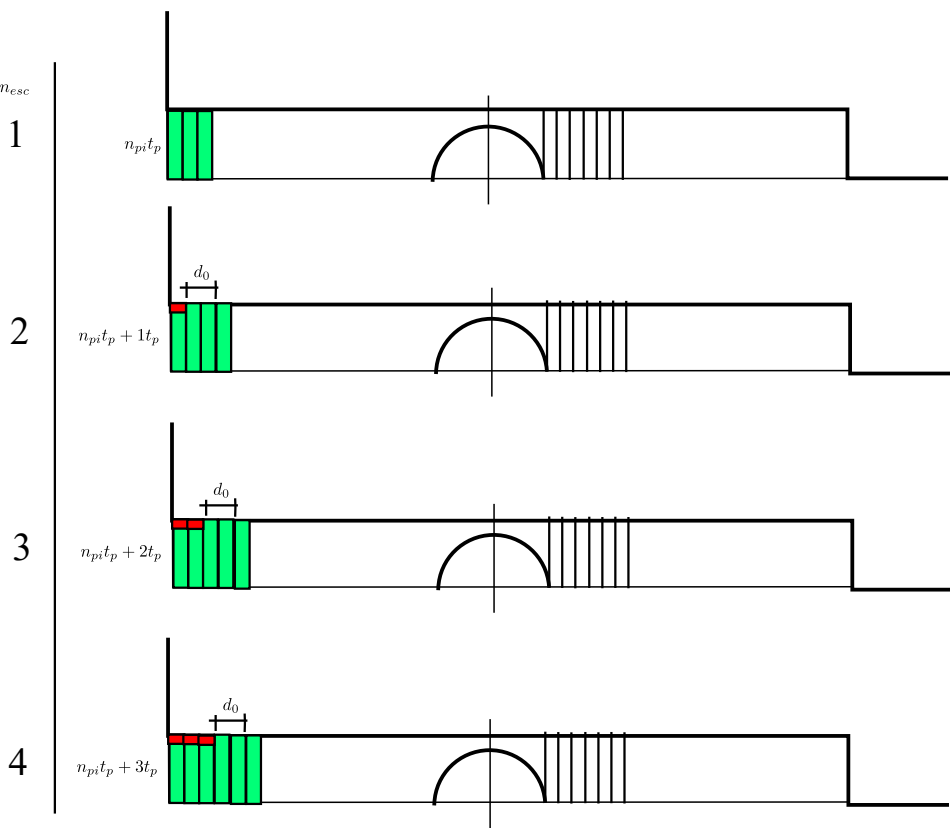 n_{esc}
1
n_{pi}t_p
d_0
2
n_{pi}t_p + 1t_p
d_0
3
n_{pi}t_p + 2t_p
d_0
4
n_{pi}t_p + 3t_p